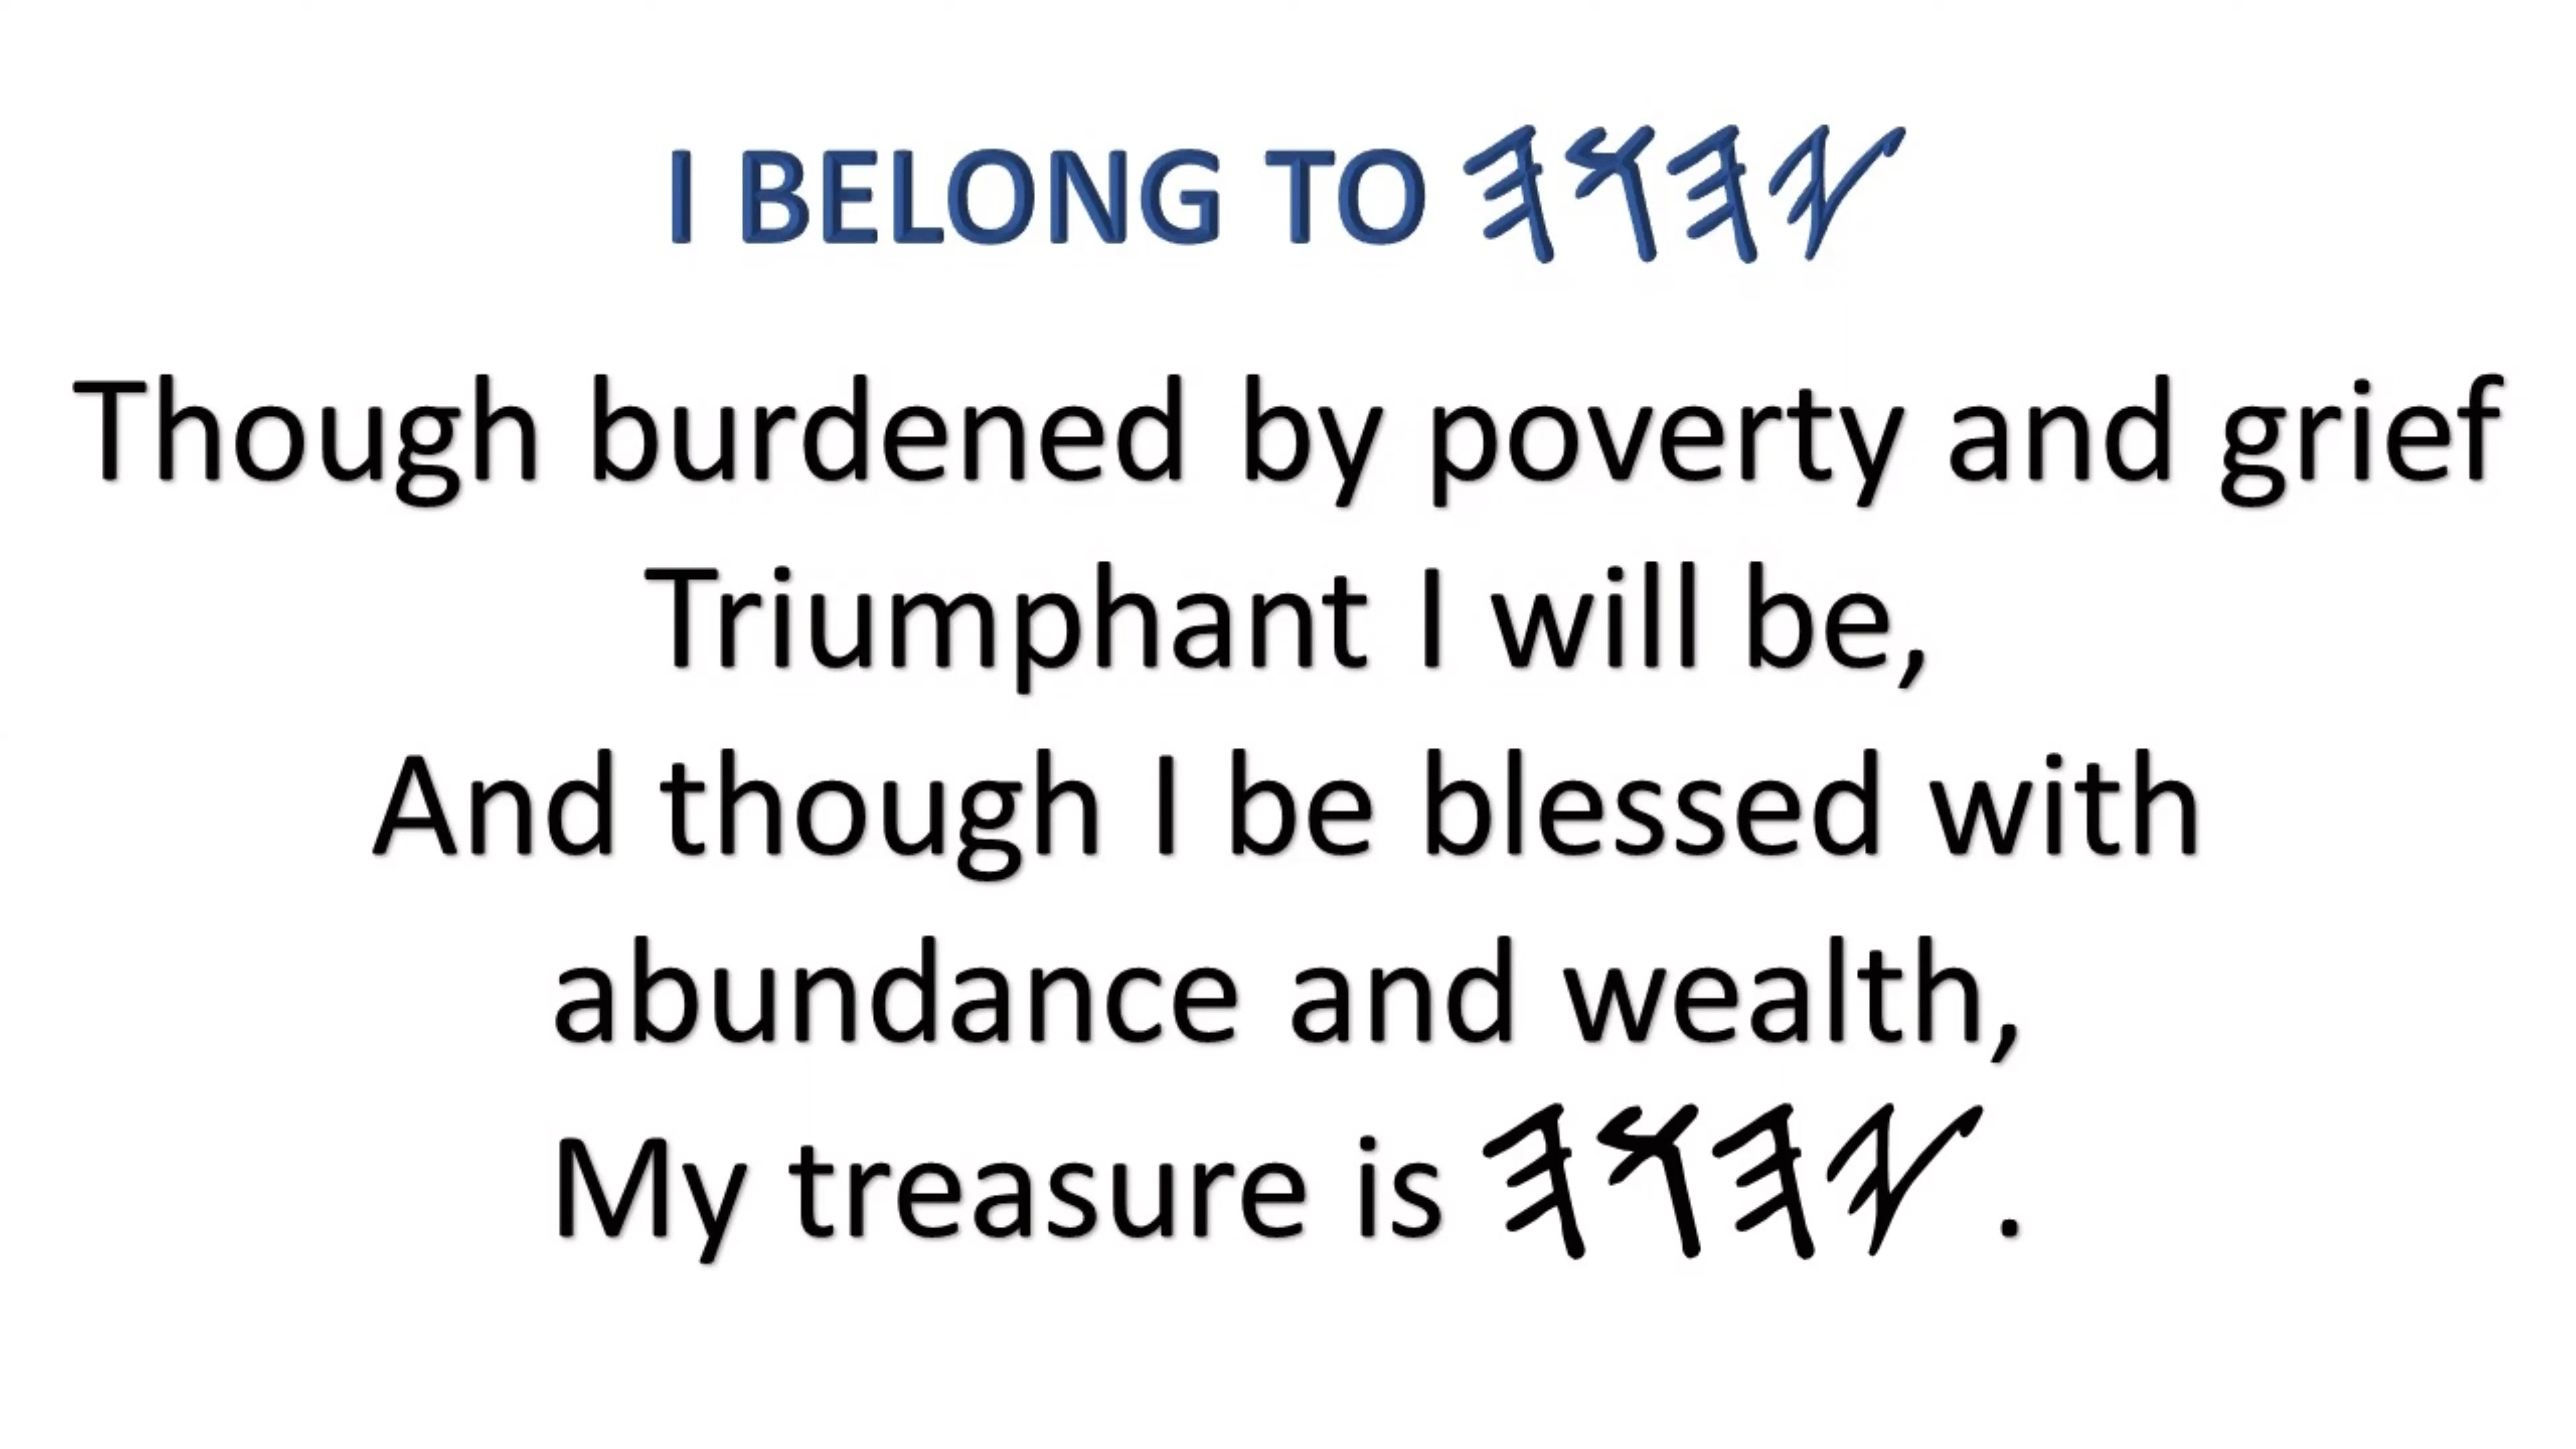 I BELONG TO 𐤉𐤄𐤅𐤄
Though burdened by poverty and grief
Triumphant I will be,
And though I be blessed with
abundance and wealth,
My treasure is 𐤉𐤄𐤅𐤄.